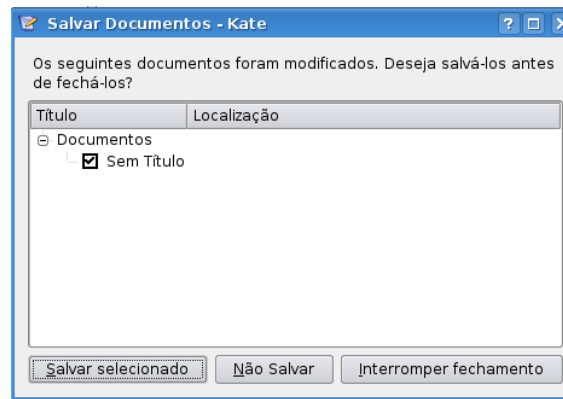 Salvar Documentos - Kate
Os seguintes documentos foram modificados. Deseja salvá-los antes
de fechá-los?
Título Localização
Documentos
Sem Título
Salvar selecionado Não Salvar Interromper fechamento